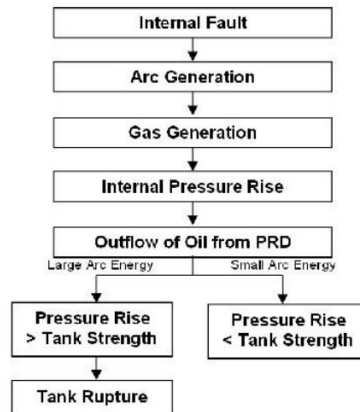 Internal Fault
Arc Generation
Gas Generation
Internal Pressure Rise
Outflow of Oil from PRD
Large Arc Energy
Small Arc Energy
Pressure Rise
> Tank Strength
Pressure Rise
< Tank Strength
Tank Rupture